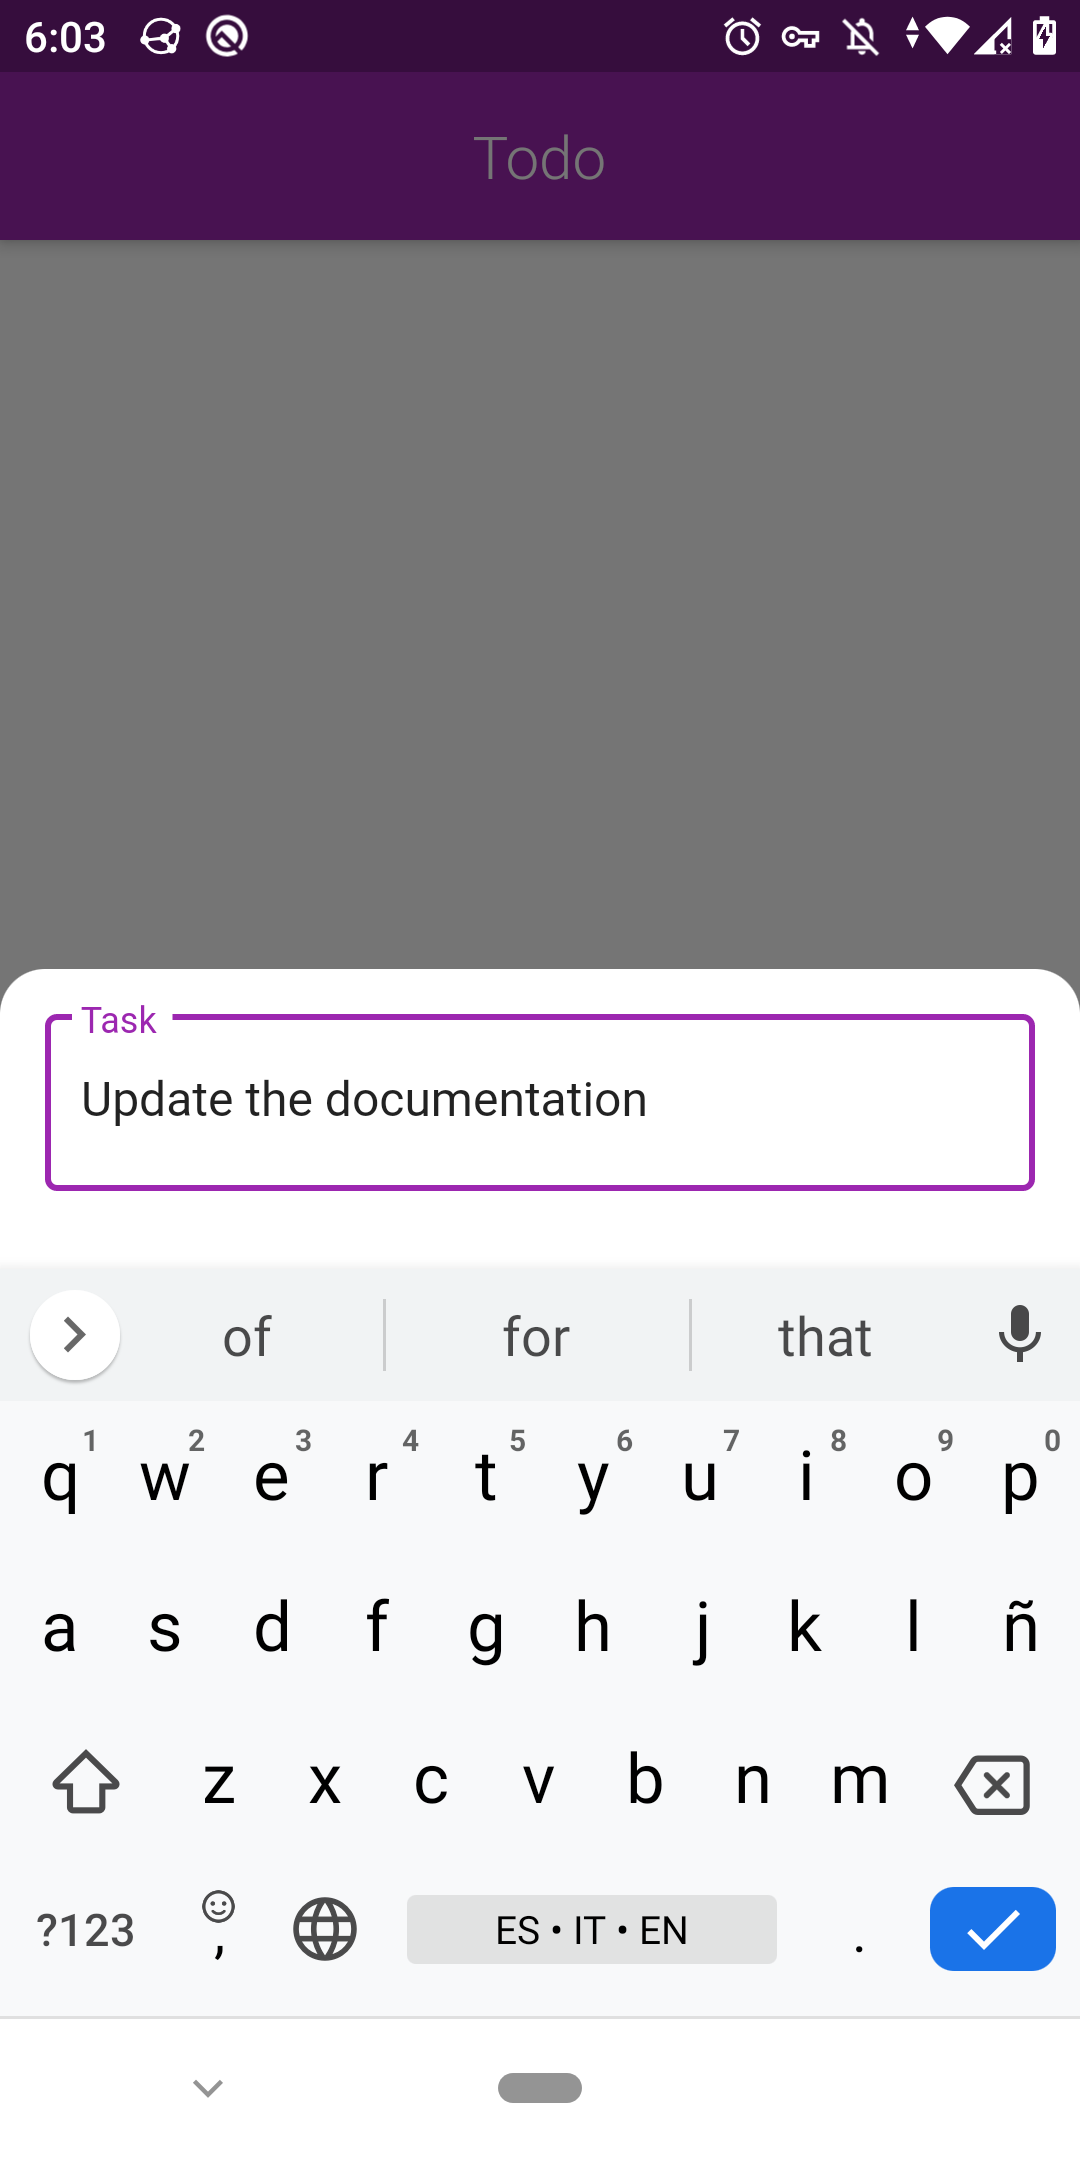 6:03
Todo
Task
Update the documentation
of for that
1 2 3 4 5 6 7 8 9 0
q w e r t y u i o p
a s d f g h j k l ñ
z x c v b n m
?123 , ES • IT • EN .